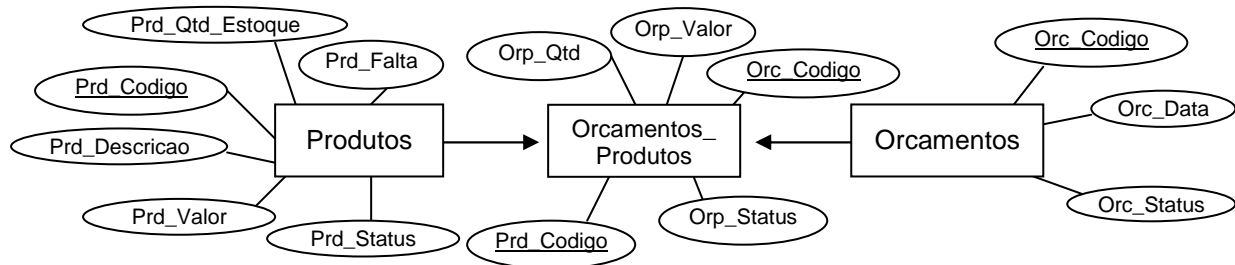 Prd_Qtd_Estoque
Prd_Falta
Prd_Codigo
Produtos
Prd_Descricao
Prd_Valor
Prd_Status
Orp_Qtd
Orp_Valor
Orc_Codigo
Orcamentos_
Produtos
Prd_Codigo
Orp_Status
Orc_Codigo
Orcamentos
Orc_Data
Orc_Status